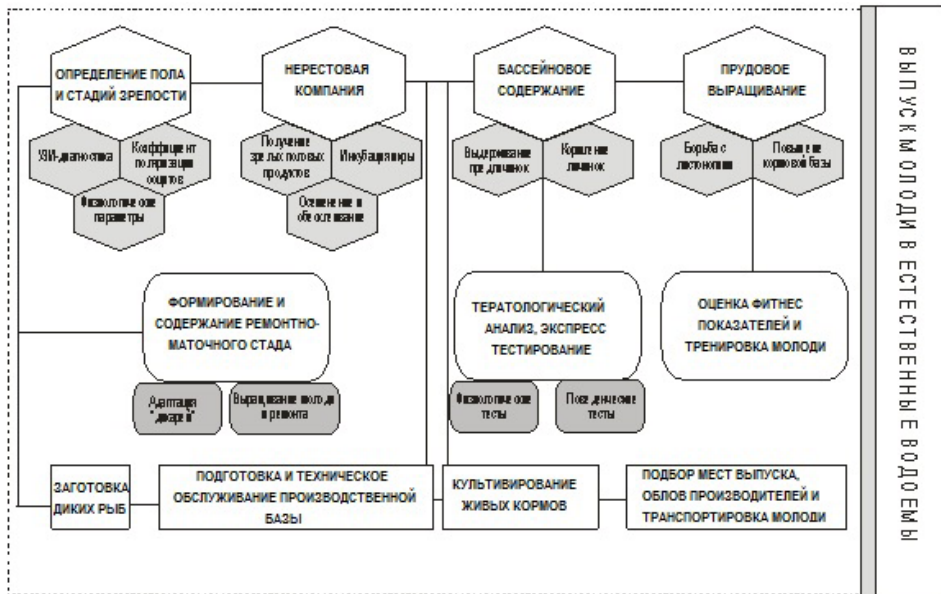 ОПРЕДЕЛЕНИЕ ПОЛА
И СТАДИЙ ЗРЕЛОСТИ
НЕРЕСТОВАЯ
КОМПАНИЯ
БАССЕЙНОВОЕ
СОДЕРЖАНИЕ
ПРУДОВОЕ
ВЫРАЩИВАНИЕ
УЗИ-диагностика
Коэффициент
поляризации
ооцитов
Физиологические
параметры
Получение
зрелых половых
продуктов
Инкубация икры
Осеменение и
обесклеивание
Выдерживание
предличинок
Кормление
личинок
Борьба с
листоногими
Повышение
кормовой базы
ФОРМИРОВАНИЕ И
СОДЕРЖАНИЕ РЕМОНТНО-
МАТОЧНОГО СТАДА
Адаптация
"дикарей"
Выращивание молоди
и ремонта
ТЕРАТОЛОГИЧЕСКИЙ
АНАЛИЗ, ЭКСПРЕСС
ТЕСТИРОВАНИЕ
Физиологические
тесты
Поведенческие
тесты
ОЦЕНКА ФИТНЕС
ПОКАЗАТЕЛЕЙ И
ТРЕНИРОВКА МОЛОДИ
ЗАГОТОВКА
ДИКИХ РЫБ
ПОДГОТОВКА И ТЕХНИЧЕСКОЕ
ОБСЛУЖИВАНИЕ ПРОИЗВОДСТВЕННОЙ
БАЗЫ
КУЛЬТИВИРОВАНИЕ
ЖИВЫХ КОРМОВ
ПОДБОР МЕСТ ВЫПУСКА,
ОБЛОВ ПРОИЗВОДИТЕЛЕЙ И
ТРАНСПОРТИРОВКА МОЛОДИ
ВЫПУСК МОЛОДИ В ЕСТЕСТВЕННЫЕ ВОДОЕМЫ